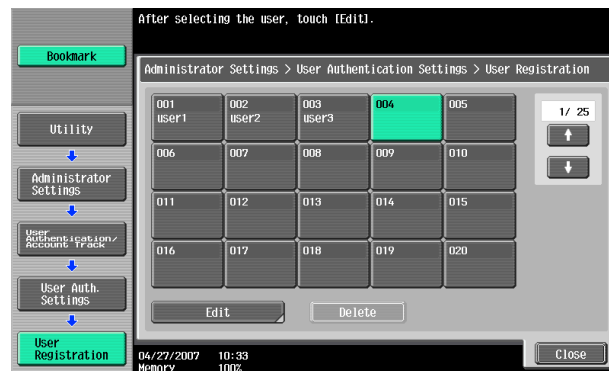 After selecting the user, touch [Edit].
Bookmark
Administrator Settings > User Authentication Settings > User Registration
001 002 003 004 005
user1 user2 user3
1/ 25
Utility
006 007 008 009 010
Administrator
Settings
011 012 013 014 015
User
Authentication/
Account Track
016 017 018 019 020
User Auth.
Settings
Edit Delete
User
Registration
04/27/2007 10:33
Memory 100%
Close